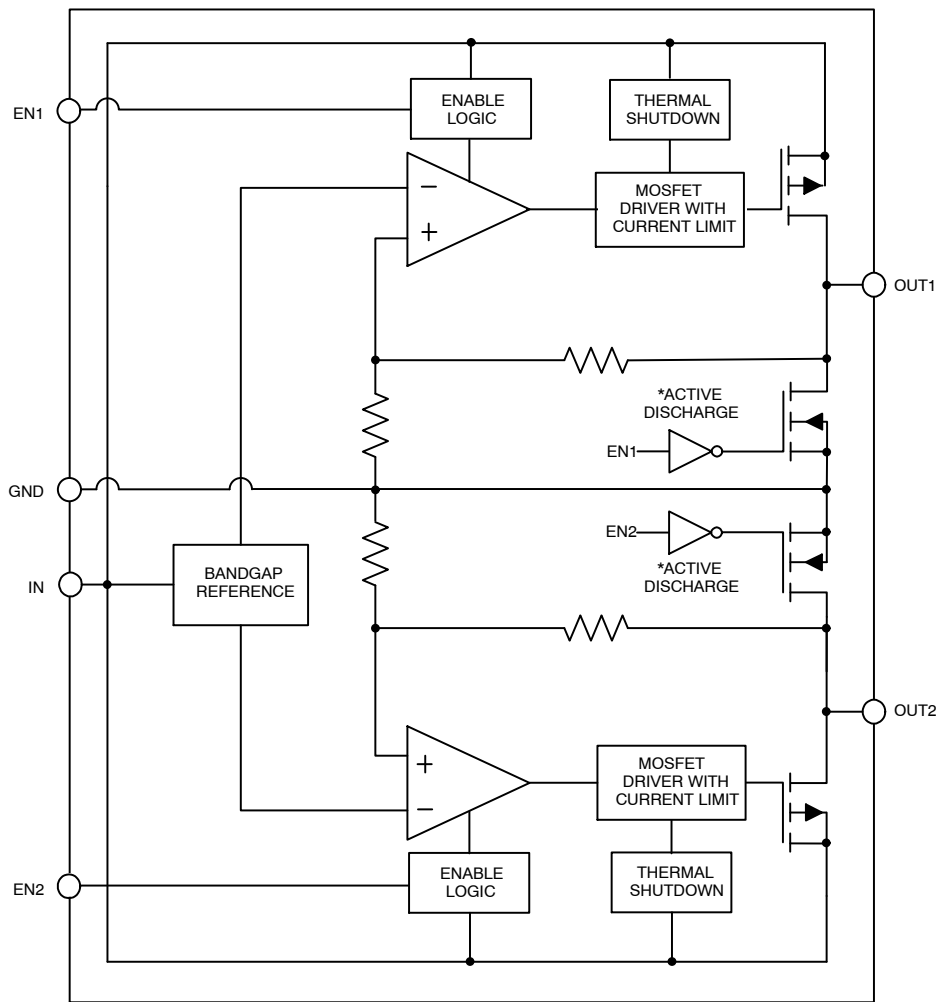 EN1
ENABLE
LOGIC
THERMAL
SHUTDOWN
−
+
MOSFET
DRIVER WITH
CURRENT LIMIT
OUT1
*ACTIVE
DISCHARGE
EN1
GND
EN2
*ACTIVE
DISCHARGE
IN
BANDGAP
REFERENCE
OUT2
+
−
MOSFET
DRIVER WITH
CURRENT LIMIT
EN2
ENABLE
LOGIC
THERMAL
SHUTDOWN